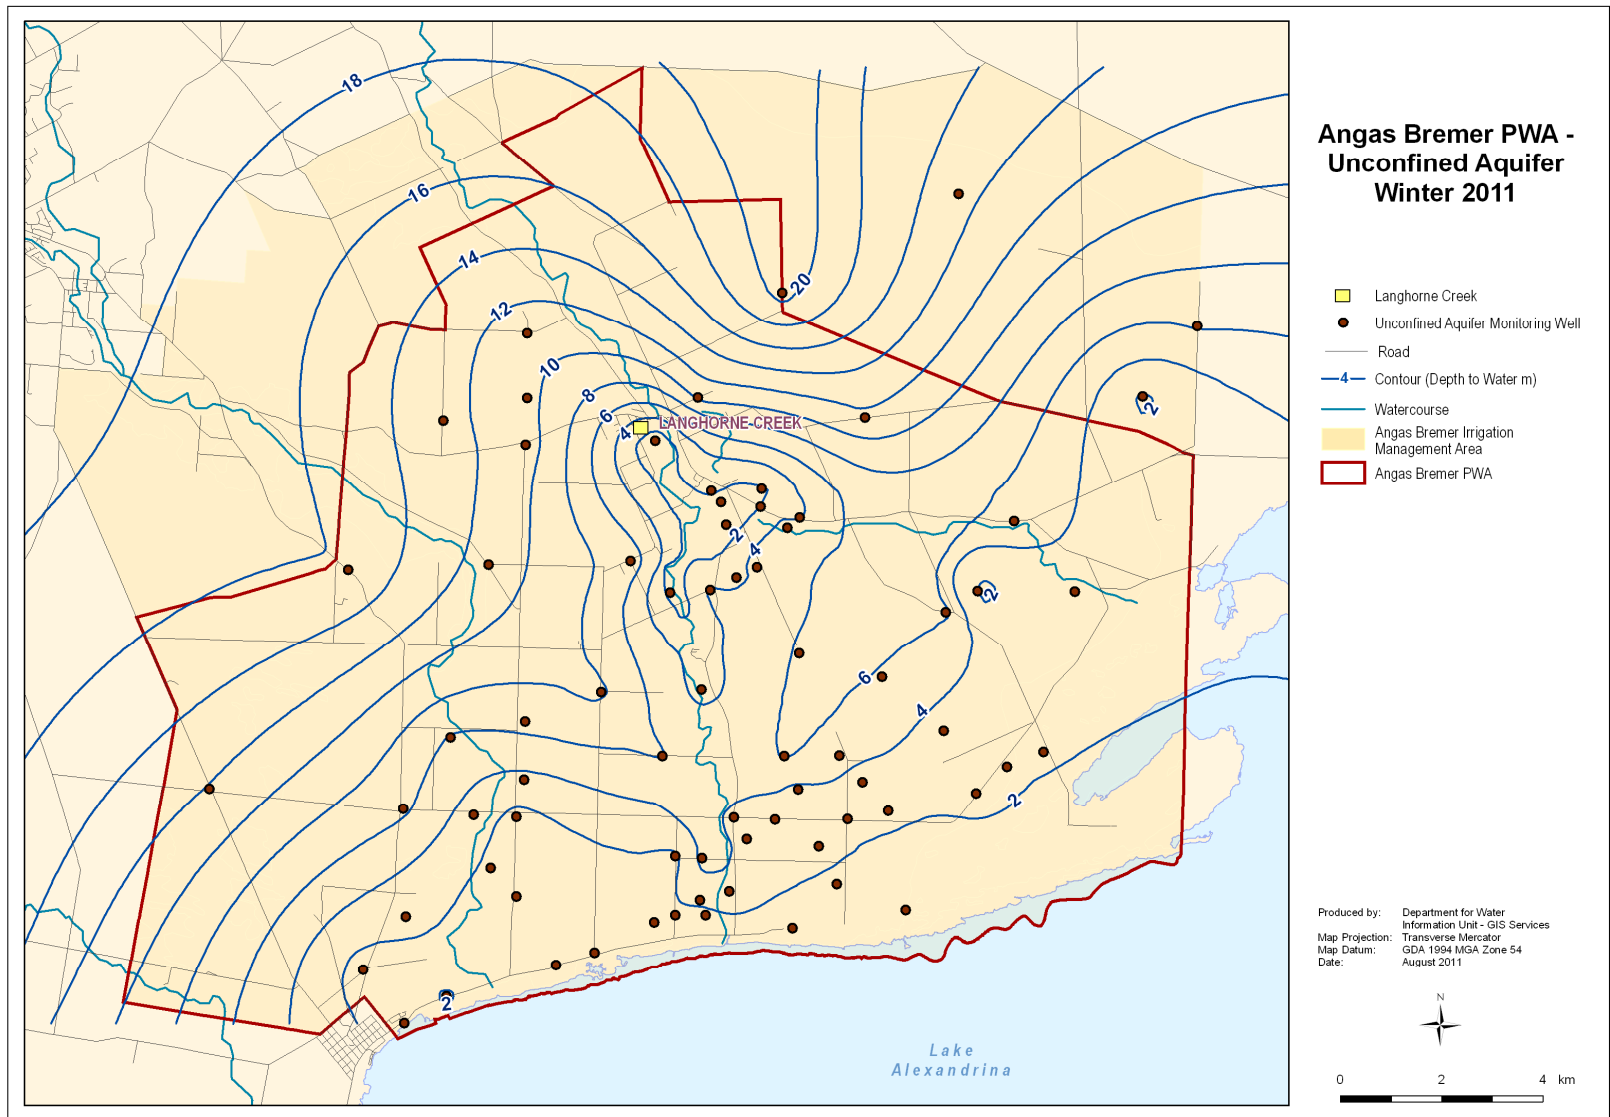 Angas Bremer PWA -
Unconfined Aquifer
Winter 2011
Langhorne Creek
Unconfined Aquifer Monitoring Well
Road
4 Contour (Depth to Water m)
Watercourse
Angas Bremer Irrigation
Management Area
Angas Bremer PWA
18
16
14
12
10
8
6
4
LANGHORNE CREEK
20
2
2
4
2
6
4
2
2
Lake
Alexandrina
Produced by: Department for Water
Information Unit - GIS Services
Map Projection: Transverse Mercator
Map Datum: GDA 1994 MGA Zone 54
Date: August 2011
N
0 2 4 km